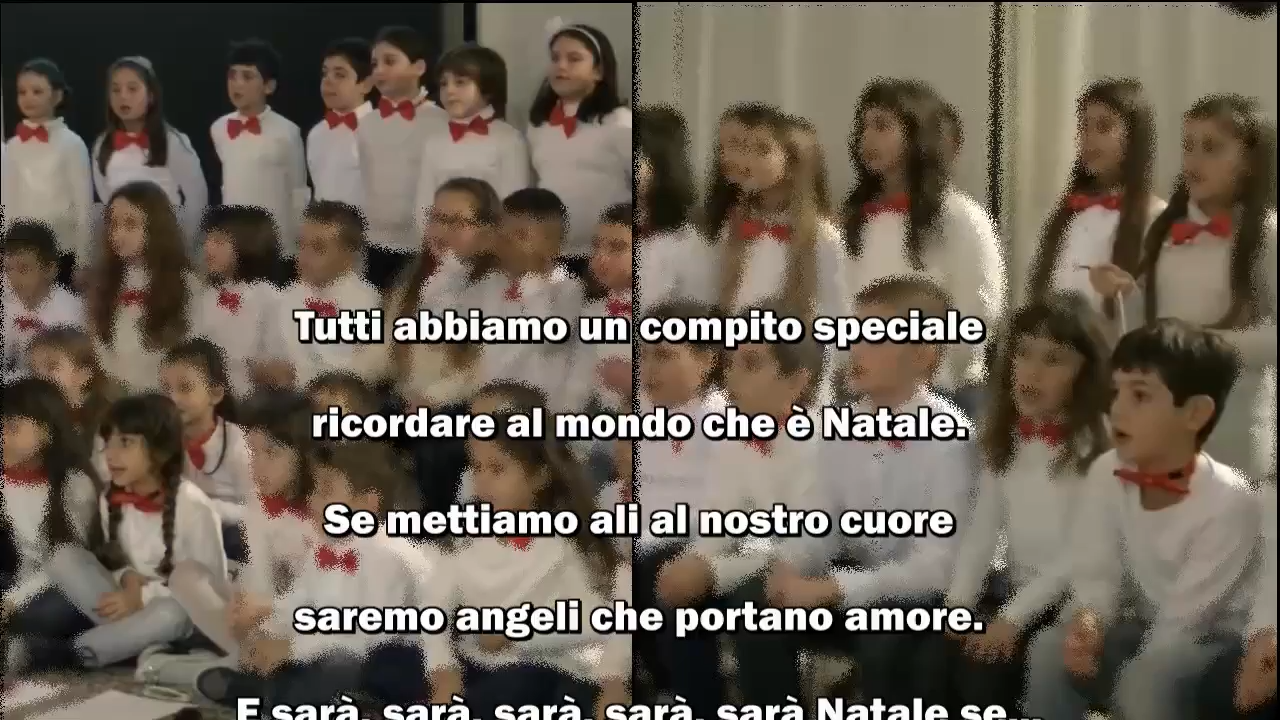 Tutti abbiamo un compito speciale
ricordare al mondo che è Natale.
Se mettiamo ali al nostro cuore
saremo angeli che portano amore.
E sarà, sarà, sarà, sarà, sarà Natale se...